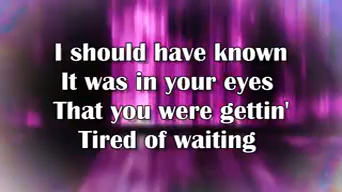 I should have known
It was in your eyes
That you were gettin'
Tired of waiting